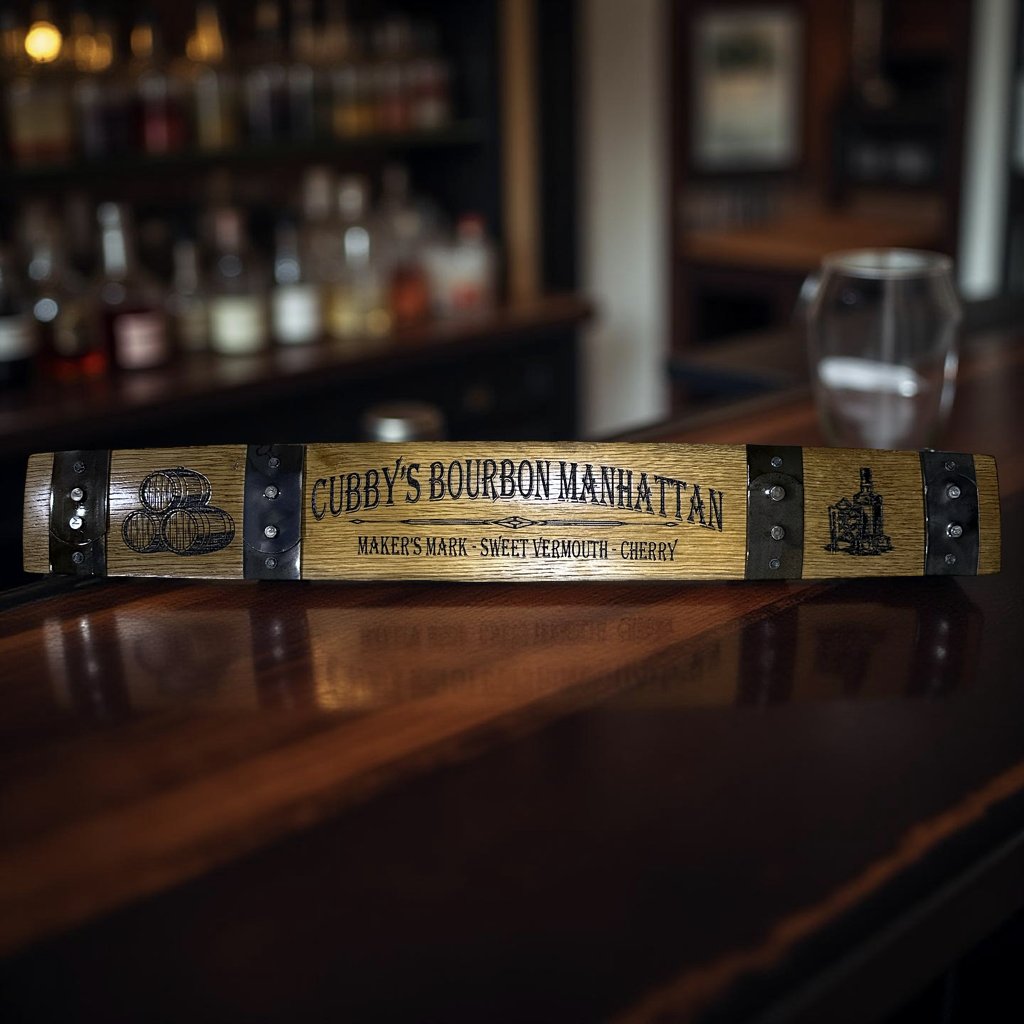 CUBBY'S BOURBON MANHATTAN
MAKER'S MARK - SWEET VERMOUTH - CHERRY